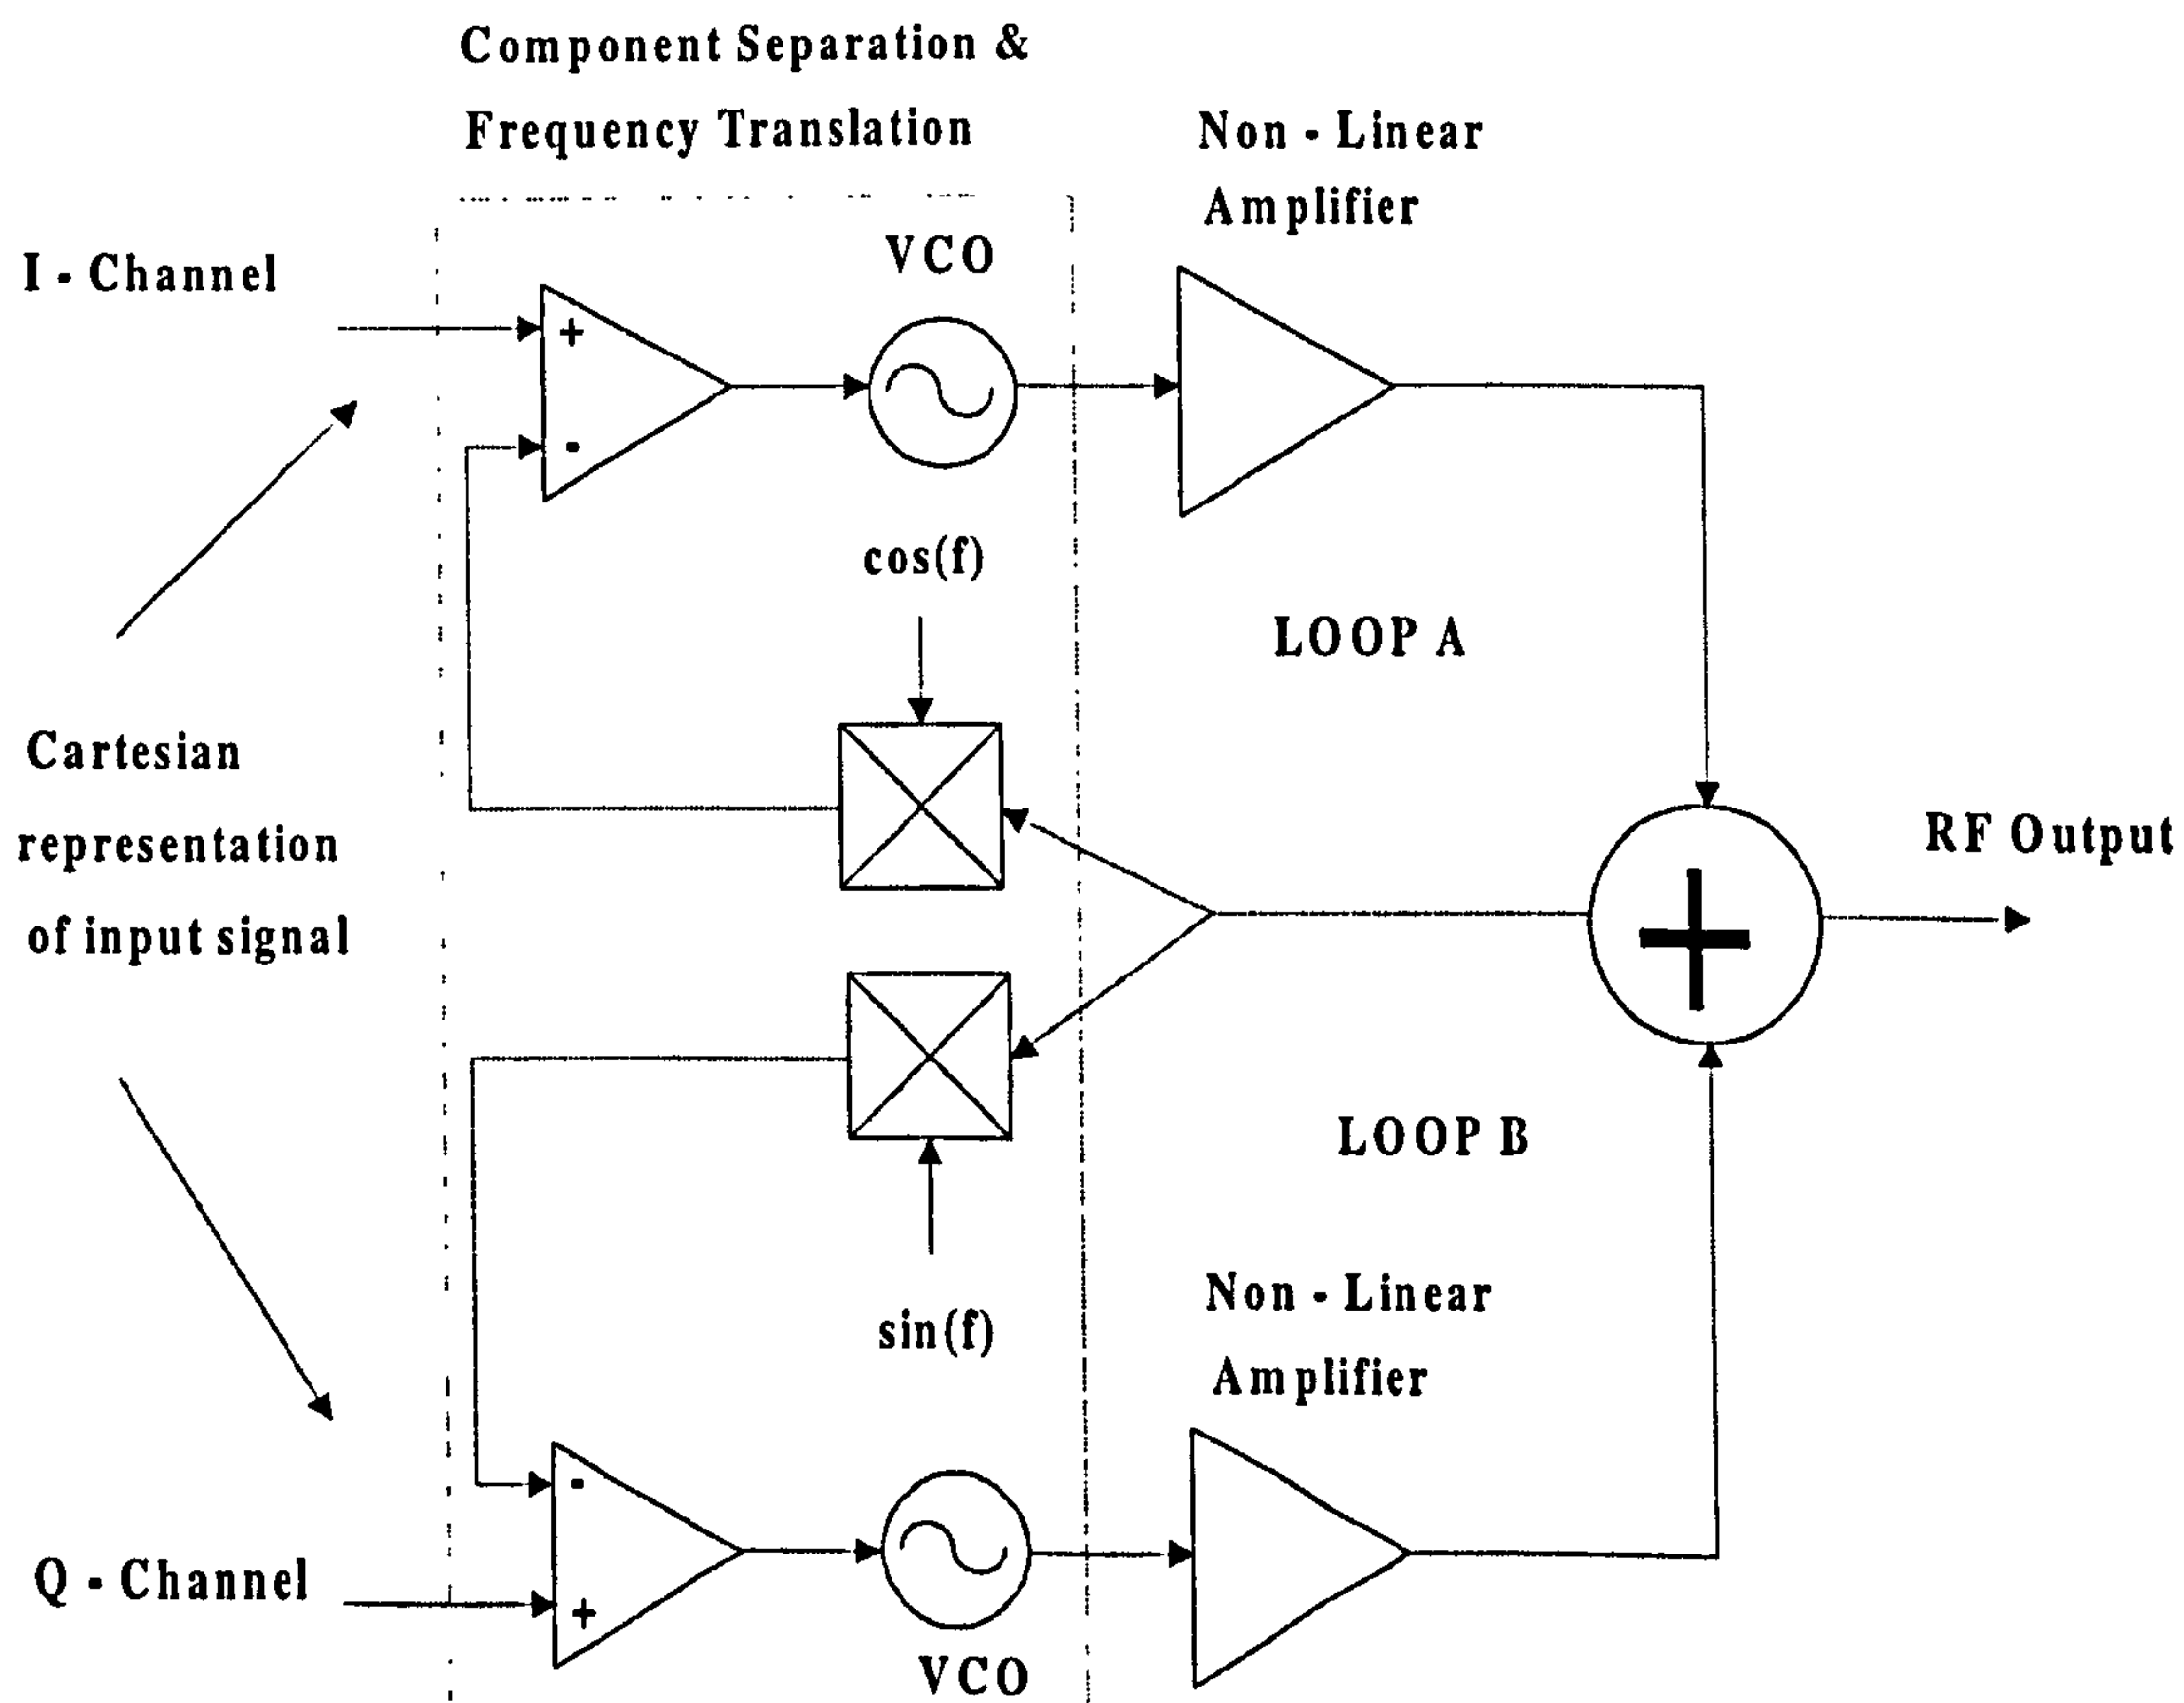 Component Separation &
Frequency Translation
Non - Linear
Amplifier
I - Channel
VCO
+
-
cos(f)
LOOP A
Cartesian
representation
of input signal
RF Output
+
LOOP B
sin(f)
Non - Linear
Amplifier
-
Q - Channel
+
VCO